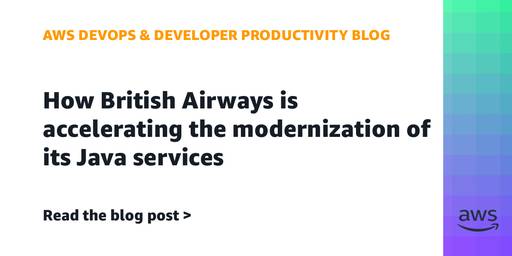 AWS DEVOPS & DEVELOPER PRODUCTIVITY BLOG
How British Airways is
accelerating the modernization of
its Java services
Read the blog post >
aws